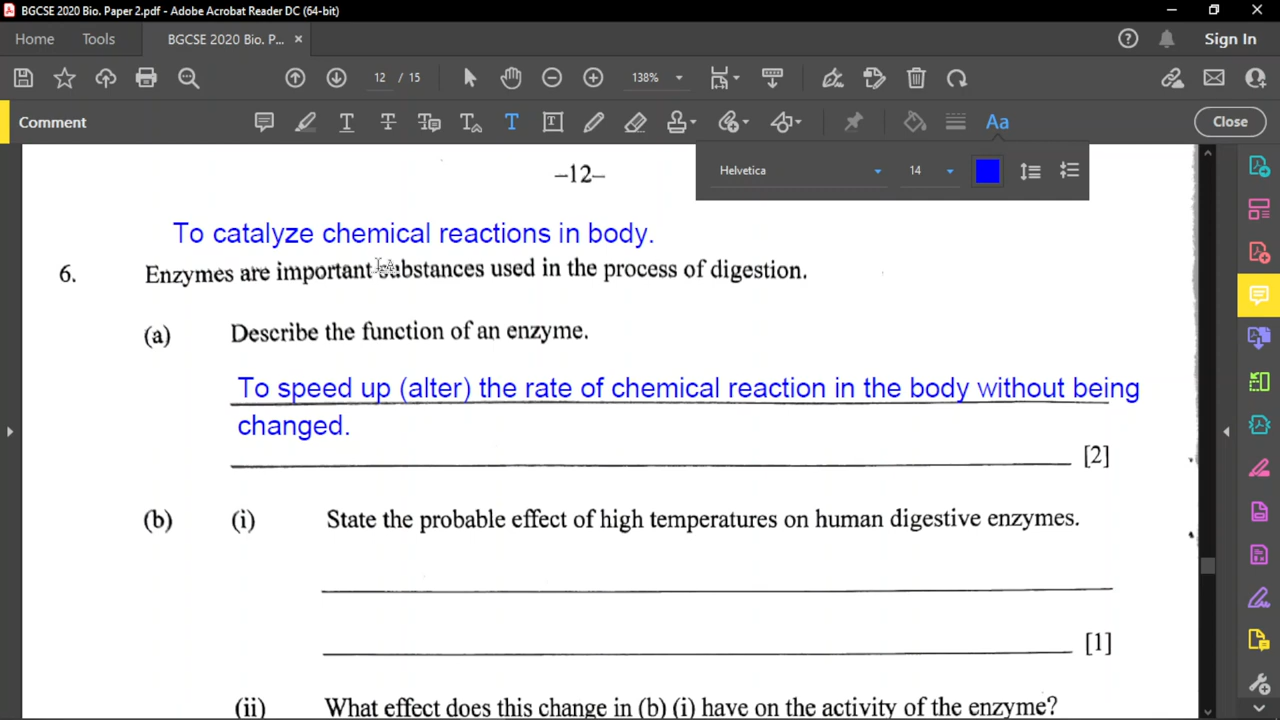 BGCSE 2020 Bio. Paper 2.pdf - Adobe Acrobat Reader DC (64-bit)
Home Tools BGCSE 2020 Bio. P... × Sign In
12 / 15 138%
Comment Aa Close
Helvetica 14
–12–
To catalyze chemical reactions in body.
6. Enzymes are important substances used in the process of digestion.
(a) Describe the function of an enzyme.
To speed up (alter) the rate of chemical reaction in the body without being
changed.
[2]
(b) (i) State the probable effect of high temperatures on human digestive enzymes.
[1]
(ii) What effect does this change in (b) (i) have on the activity of the enzyme?